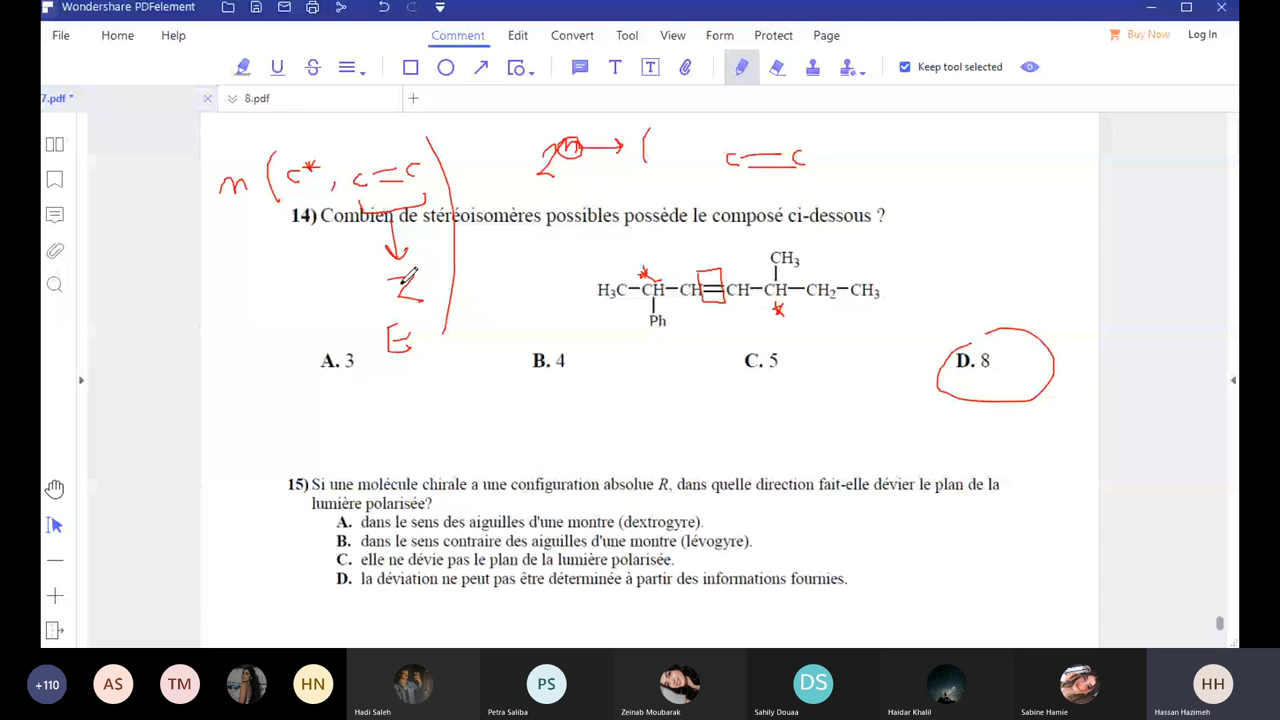 Wondershare PDFelement
File Home Help Comment Edit Convert Tool View Form Protect Page Buy Now Log In
Keep tool selected
7.pdf * 8.pdf
n ( c* , c=c )
2^n → (
c=c
14) Combien de stéréoisomères possibles possède le composé ci-dessous ?
Z
E
CH3
*
H3C–CH–CH=CH–CH–CH2–CH3
*
Ph
A. 3 B. 4 C. 5 D. 8
15) Si une molécule chirale a une configuration absolue R, dans quelle direction fait-elle dévier le plan de la
lumière polarisée?
A. dans le sens des aiguilles d'une montre (dextrogyre).
B. dans le sens contraire des aiguilles d'une montre (lévogyre).
C. elle ne dévie pas le plan de la lumière polarisée.
D. la déviation ne peut pas être déterminée à partir des informations fournies.
+110 AS TM HN PS DS HH
Hadi Saleh Petra Saliba Zeinab Moubarak Sahily Douaa Haidar Khalil Sabine Hamie Hassan Hazimeh